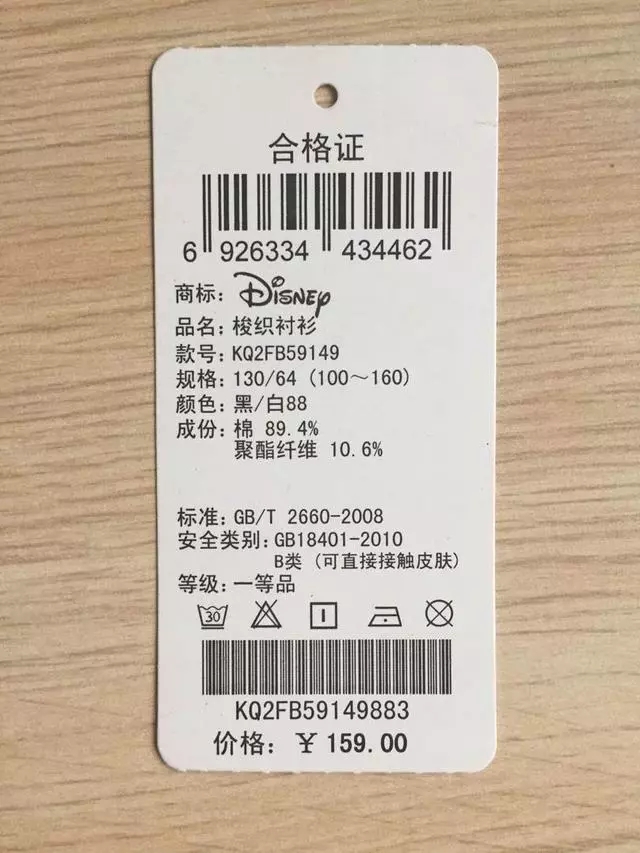 合格证
6 926334 434462
商标: Disney
品名: 梭织衬衫
款号: KQ2FB59149
规格: 130/64 (100～160)
颜色: 黑/白88
成份: 棉 89.4%
聚酯纤维 10.6%
标准: GB/T 2660-2008
安全类别: GB18401-2010
B类 (可直接接触皮肤)
等级: 一等品
30
KQ2FB59149883
价格: ￥ 159.00